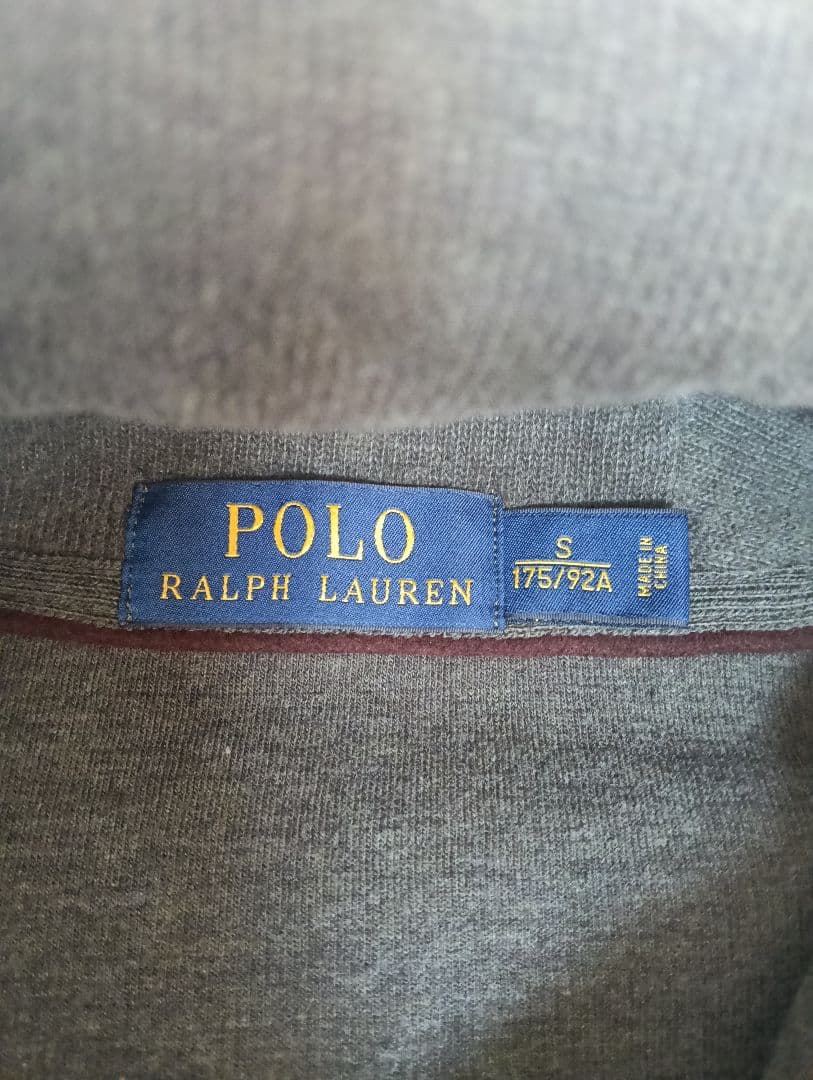 POLO
RALPH LAUREN
S
175/92A
MADE IN
CHINA